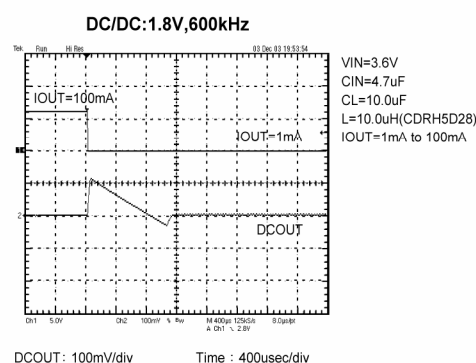 DC/DC:1.8V,600kHz
Tek Run Hi Res 03 Dec 03 19:53:54
VIN=3.6V
CIN=4.7uF
CL=10.0uF
L=10.0uH(CDRH5D28)
IOUT=1mA to 100mA
IOUT=100mA
IOUT=1mA
2
DCOUT
Ch1 5.0V Ch2 100mV M 400µs 125kS/s 8.0µs/pt
A Ch1 2.8V
DCOUT: 100mV/div Time : 400usec/div